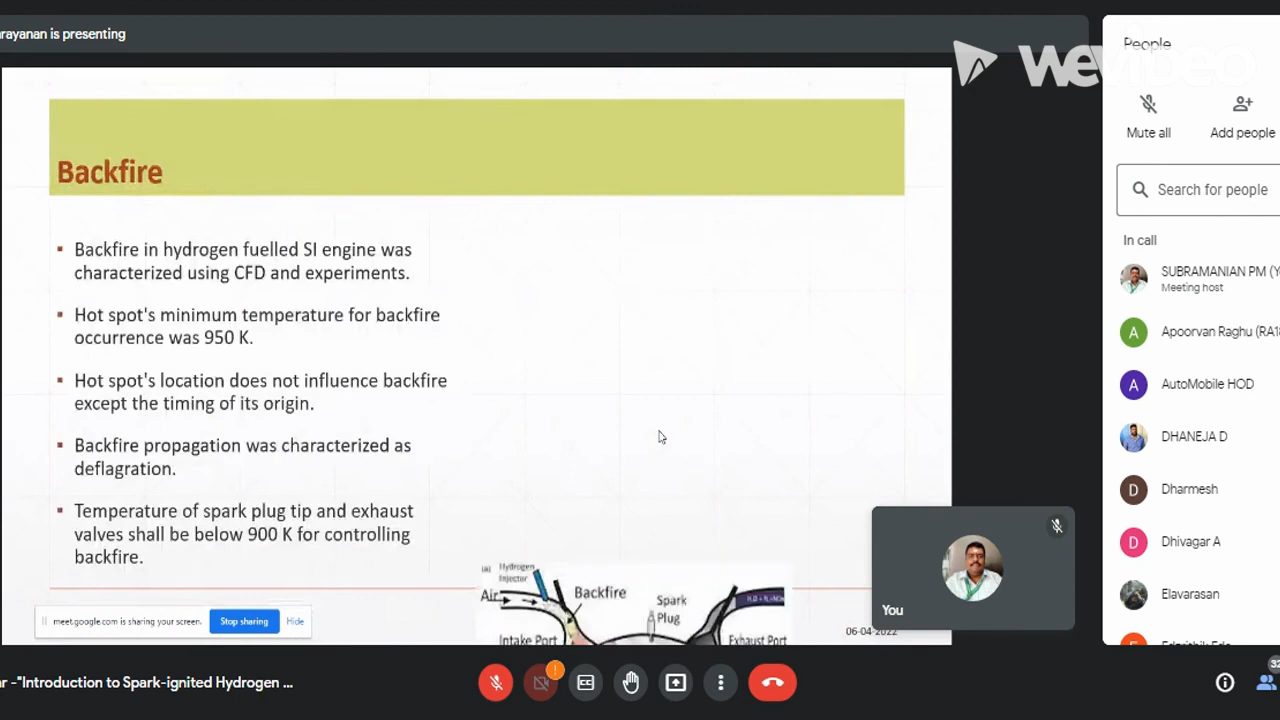 rayanan is presenting
WeVideo
Backfire
▪ Backfire in hydrogen fuelled SI engine was
characterized using CFD and experiments.
▪ Hot spot's minimum temperature for backfire
occurrence was 950 K.
▪ Hot spot's location does not influence backfire
except the timing of its origin.
▪ Backfire propagation was characterized as
deflagration.
▪ Temperature of spark plug tip and exhaust
valves shall be below 900 K for controlling
backfire.
(a) Hydrogen
Injector
Air
Backfire
Spark
Plug
Intake Port
Exhaust Port
06-04-2022
meet.google.com is sharing your screen.
Stop sharing
Hide
You
People
Mute all
Add people
Search for people
In call
SUBRAMANIAN PM (Y
Meeting host
A
Apoorvan Raghu (RA18
A
AutoMobile HOD
DHANEJA D
D
Dharmesh
D
Dhivagar A
Elavarasan
ar -"Introduction to Spark-ignited Hydrogen ...
32